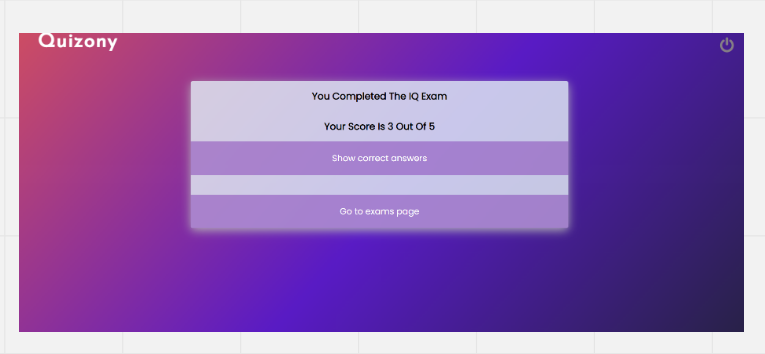 Quizony
You Completed The IQ Exam
Your Score Is 3 Out Of 5
Show correct answers
Go to exams page